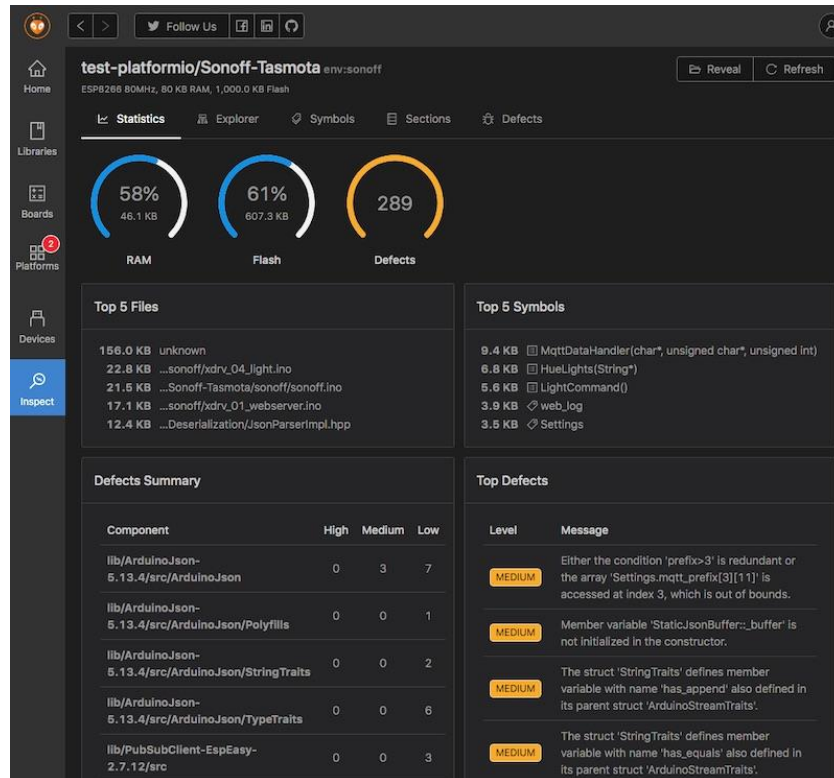 Follow Us
Home
Libraries
Boards
2
Platforms
Devices
Inspect
test-platformio/Sonoff-Tasmota env:sonoff
ESP8266 80MHz, 80 KB RAM, 1,000.0 KB Flash
Reveal
Refresh
Statistics
Explorer
Symbols
Sections
Defects
58%
46.1 KB
RAM
61%
607.3 KB
Flash
289
Defects
Top 5 Files
156.0 KB unknown
22.8 KB ...sonoff/xdrv_04_light.ino
21.5 KB ...Sonoff-Tasmota/sonoff/sonoff.ino
17.1 KB ...sonoff/xdrv_01_webserver.ino
12.4 KB ...Deserialization/JsonParserImpl.hpp
Top 5 Symbols
9.4 KB MqttDataHandler(char*, unsigned char*, unsigned int)
6.8 KB HueLights(String*)
5.6 KB LightCommand()
3.9 KB web_log
3.5 KB Settings
Defects Summary
Component High Medium Low
lib/ArduinoJson-
5.13.4/src/ArduinoJson 0 3 7
lib/ArduinoJson-
5.13.4/src/ArduinoJson/Polyfills 0 0 1
lib/ArduinoJson-
5.13.4/src/ArduinoJson/StringTraits 0 0 2
lib/ArduinoJson-
5.13.4/src/ArduinoJson/TypeTraits 0 0 6
lib/PubSubClient-EspEasy-
2.7.12/src 0 0 3
Top Defects
Level Message
MEDIUM
Either the condition 'prefix>3' is redundant or
the array 'Settings.mqtt_prefix[3][11]' is
accessed at index 3, which is out of bounds.
MEDIUM
Member variable 'StaticJsonBuffer::_buffer' is
not initialized in the constructor.
MEDIUM
The struct 'StringTraits' defines member
variable with name 'has_append' also defined in
its parent struct 'ArduinoStreamTraits'.
MEDIUM
The struct 'StringTraits' defines member
variable with name 'has_equals' also defined in
its parent struct 'ArduinoStreamTraits'.